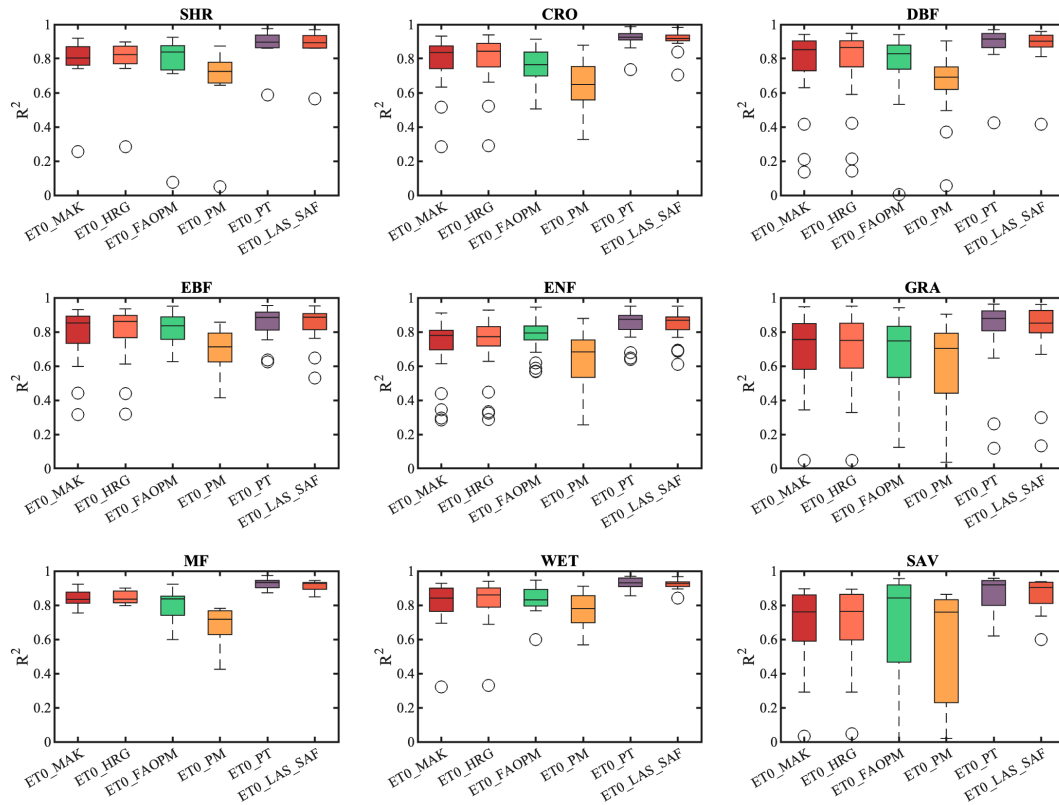 SHR
CRO
DBF
R²
1
0.8
0.6
0.4
0.2
0
ET0_MAK
ET0_HRG
ET0_FAOPM
ET0_PM
ET0_PT
ET0_LAS_SAF
R²
1
0.8
0.6
0.4
0.2
0
ET0_MAK
ET0_HRG
ET0_FAOPM
ET0_PM
ET0_PT
ET0_LAS_SAF
R²
1
0.8
0.6
0.4
0.2
0
ET0_MAK
ET0_HRG
ET0_FAOPM
ET0_PM
ET0_PT
ET0_LAS_SAF
EBF
ENF
GRA
R²
1
0.8
0.6
0.4
0.2
0
ET0_MAK
ET0_HRG
ET0_FAOPM
ET0_PM
ET0_PT
ET0_LAS_SAF
R²
1
0.8
0.6
0.4
0.2
0
ET0_MAK
ET0_HRG
ET0_FAOPM
ET0_PM
ET0_PT
ET0_LAS_SAF
R²
1
0.8
0.6
0.4
0.2
0
ET0_MAK
ET0_HRG
ET0_FAOPM
ET0_PM
ET0_PT
ET0_LAS_SAF
MF
WET
SAV
R²
1
0.8
0.6
0.4
0.2
0
ET0_MAK
ET0_HRG
ET0_FAOPM
ET0_PM
ET0_PT
ET0_LAS_SAF
R²
1
0.8
0.6
0.4
0.2
0
ET0_MAK
ET0_HRG
ET0_FAOPM
ET0_PM
ET0_PT
ET0_LAS_SAF
R²
1
0.8
0.6
0.4
0.2
0
ET0_MAK
ET0_HRG
ET0_FAOPM
ET0_PM
ET0_PT
ET0_LAS_SAF